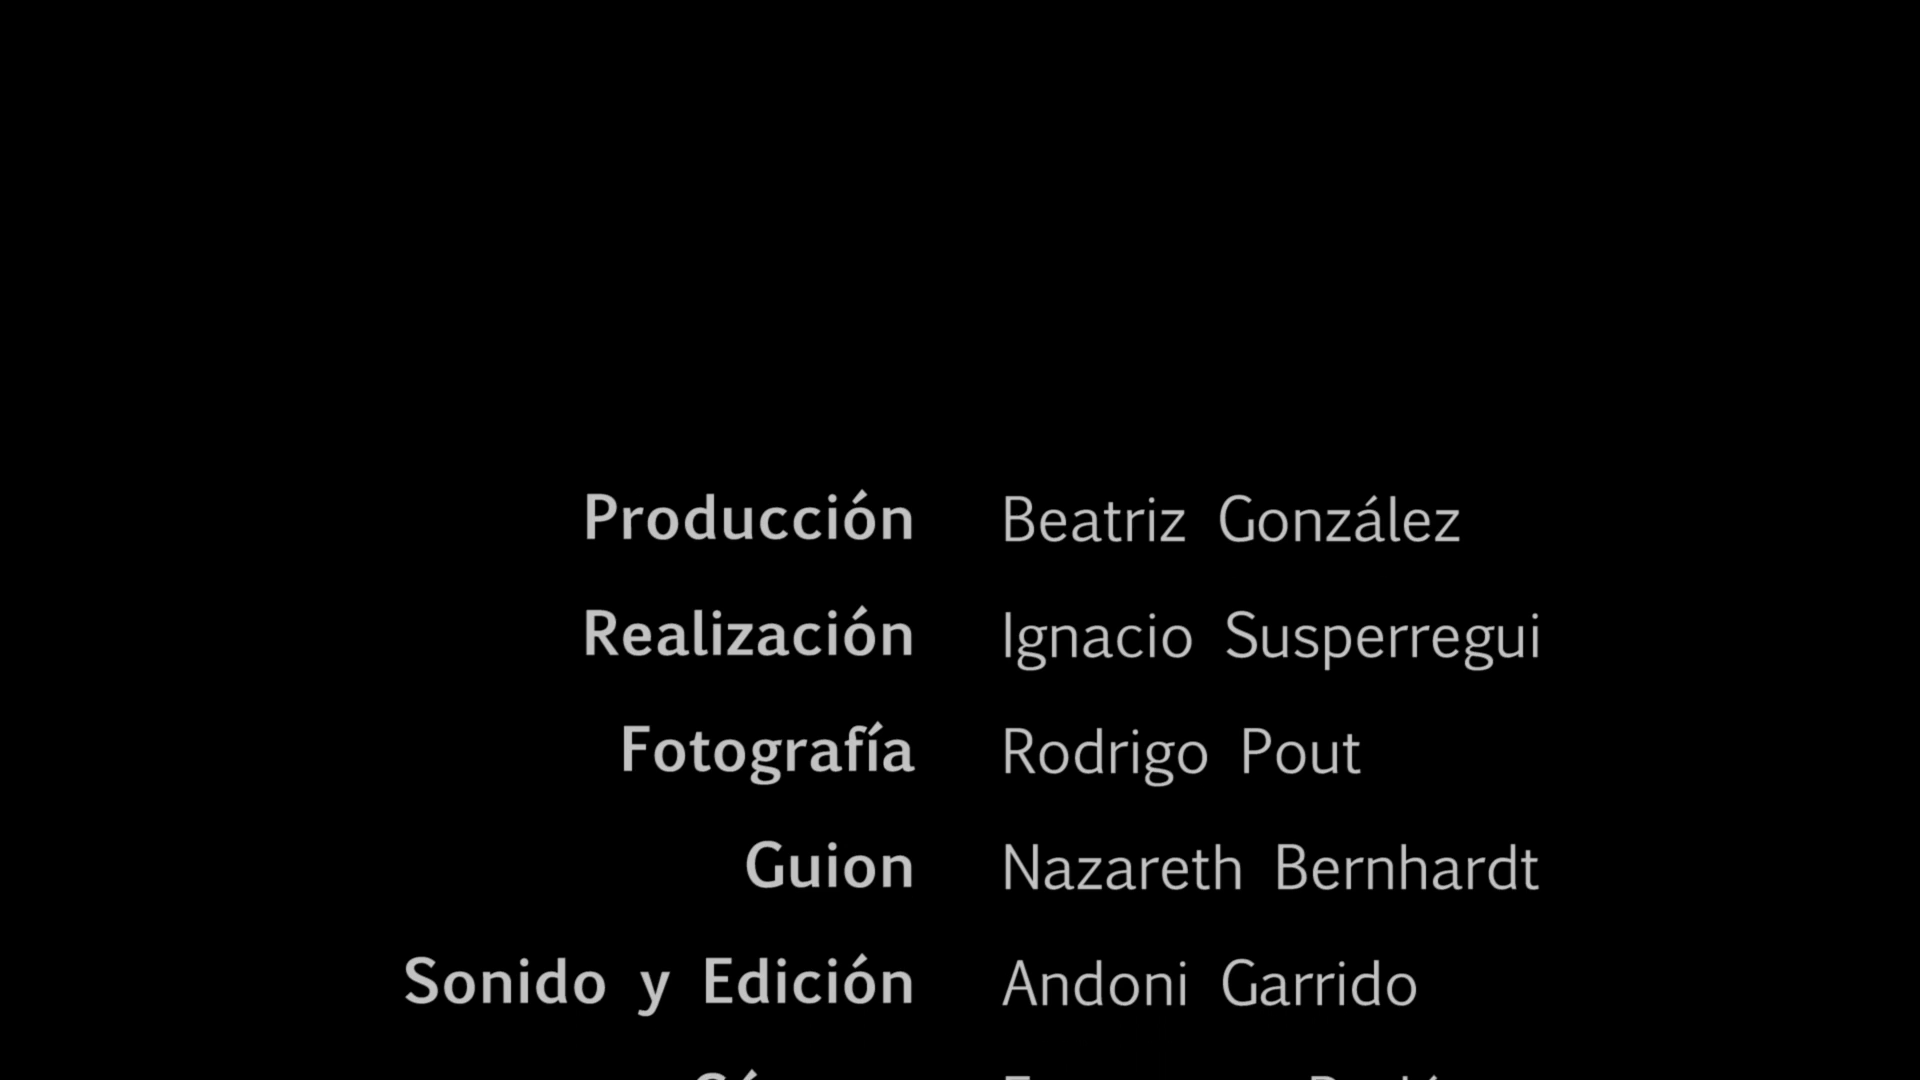 Producción Beatriz González
Realización Ignacio Susperregui
Fotografía Rodrigo Pout
Guion Nazareth Bernhardt
Sonido y Edición Andoni Garrido